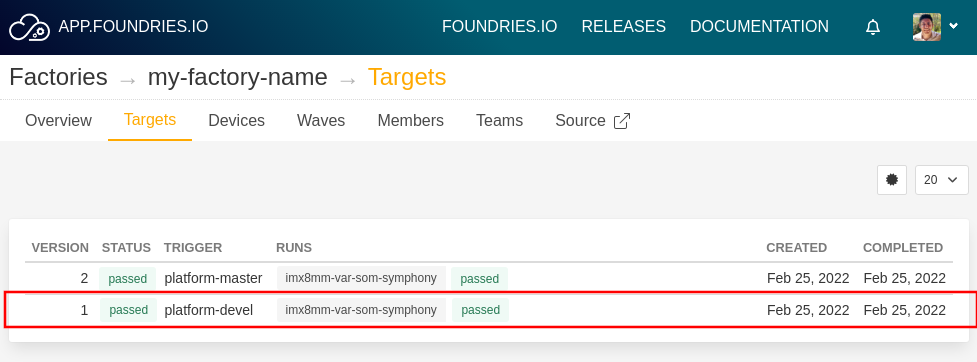 APP.FOUNDRIES.IO FOUNDRIES.IO RELEASES DOCUMENTATION
Factories → my-factory-name → Targets
Overview Targets Devices Waves Members Teams Source
20
VERSION STATUS TRIGGER RUNS CREATED COMPLETED
2 passed platform-master imx8mm-var-som-symphony passed Feb 25, 2022 Feb 25, 2022
1 passed platform-devel imx8mm-var-som-symphony passed Feb 25, 2022 Feb 25, 2022